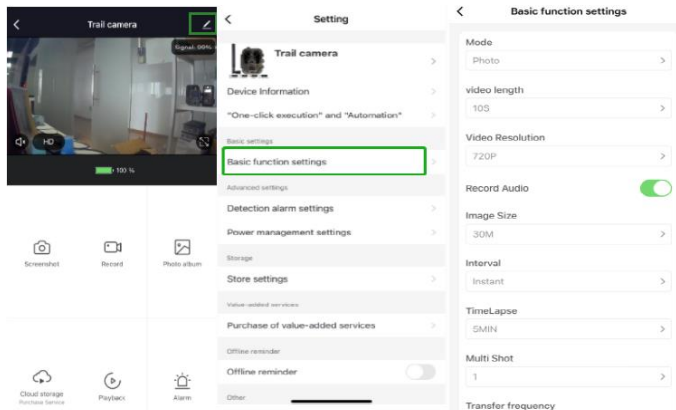 Trail camera
Signal: 99%
HD
100 %
Screenshot
Record
Photo album
Cloud storage
Purchase Service
Playback
Alarm
Setting
Trail camera
Device Information
"One-click execution" and "Automation"
Basic settings
Basic function settings
Advanced settings
Detection alarm settings
Power management settings
Storage
Store settings
Value-added services
Purchase of value-added services
Offline reminder
Offline reminder
Other
Basic function settings
Mode
Photo
video length
10S
Video Resolution
720P
Record Audio
Image Size
30M
Interval
Instant
TimeLapse
5MIN
Multi Shot
1
Transfer frequency